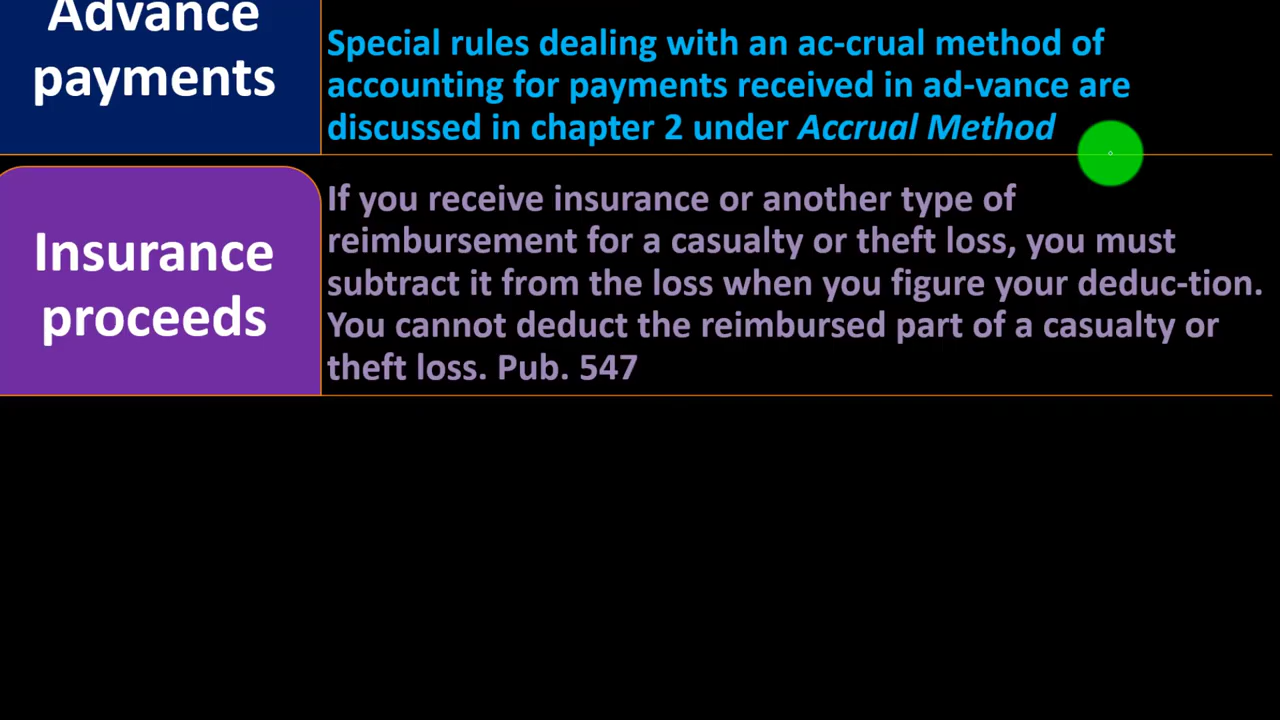 Advance
payments
Special rules dealing with an ac-crual method of
accounting for payments received in ad-vance are
discussed in chapter 2 under Accrual Method
Insurance
proceeds
If you receive insurance or another type of
reimbursement for a casualty or theft loss, you must
subtract it from the loss when you figure your deduc-tion.
You cannot deduct the reimbursed part of a casualty or
theft loss. Pub. 547